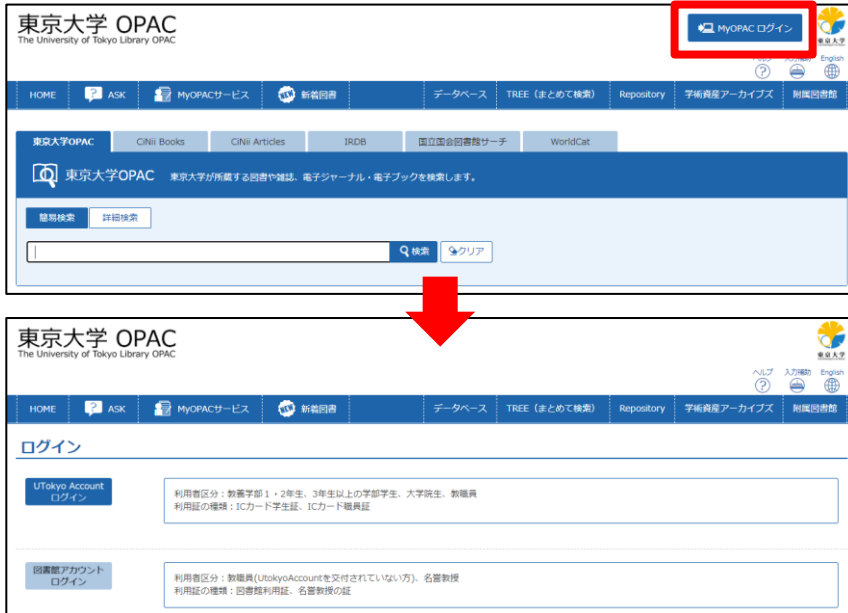 東京大学 OPAC
The University of Tokyo Library OPAC
MyOPAC ログイン
東京大学
English
HOME ASK MyOPACサービス NEW 新着図書 データベース TREE（まとめて検索） Repository 学術資産アーカイブズ 附属図書館
東京大学OPAC CiNii Books CiNii Articles IRDB 国立国会図書館サーチ WorldCat
東京大学OPAC 東京大学が所蔵する図書や雑誌、電子ジャーナル・電子ブックを検索します。
簡易検索 詳細検索
検索 クリア
東京大学 OPAC
The University of Tokyo Library OPAC
東京大学
ヘルプ 入力補助 English
HOME ASK MyOPACサービス NEW 新着図書 データベース TREE（まとめて検索） Repository 学術資産アーカイブズ 附属図書館
ログイン
UTokyo Account
ログイン
利用者区分：教養学部１・2年生、3年生以上の学部学生、大学院生、教職員
利用証の種類：ICカード学生証、ICカード職員証
図書館アカウント
ログイン
利用者区分：教職員(UtokyoAccountを交付されていない方)、名誉教授
利用証の種類：図書館利用証、名誉教授の証